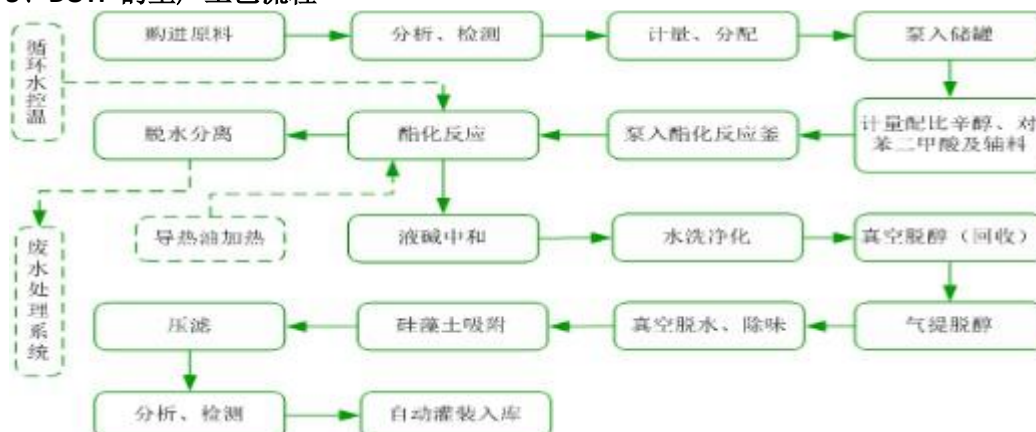 购进原料
分析、检测
计量、分配
泵入储罐
循环水控温
脱水分离
酯化反应
泵入酯化反应釜
计量配比辛醇、对
苯二甲酸及辅料
导热油加热
液碱中和
水洗净化
真空脱醇（回收）
废水处理系统
压滤
硅藻土吸附
真空脱水、除味
气提脱醇
分析、检测
自动灌装入库